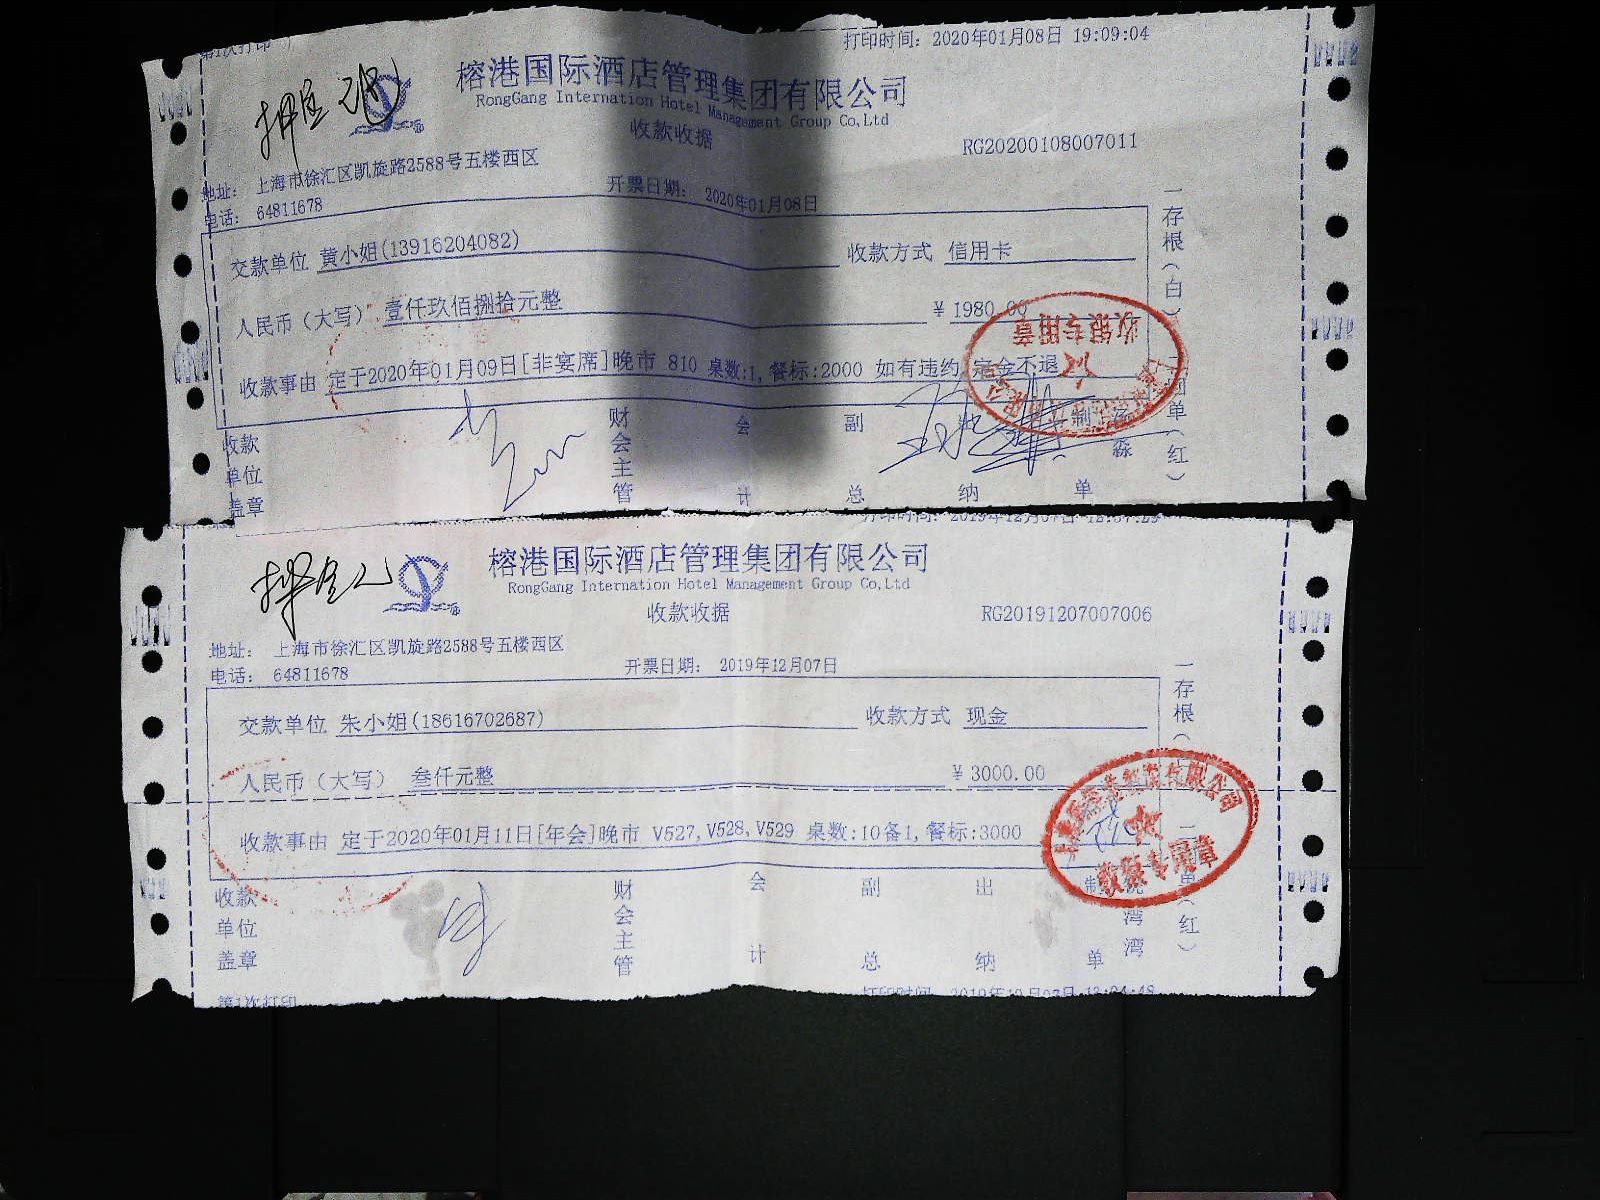 打印时间：2020年01月08日 19:09:04
榕港国际酒店管理集团有限公司
RongGang Internation Hotel Management Group Co,Ltd
收款收据
RG20200108007011
押金
地址： 上海市徐汇区凯旋路2588号五楼西区
电话： 64811678
开票日期： 2020年01月08日
交款单位 黄小姐(13916204082)
收款方式 信用卡
人民币（大写） 壹仟玖佰捌拾元整
￥ 1980.00
收款事由 定于2020年01月09日[非宴席]晚市 810 桌数:1,餐标:2000 如有违约,定金不退
收款单位盖章
财会主管
会计
副总
出纳
制单
淼
一存根（白）
收银专用章
榕港国际酒店管理集团有限公司
RongGang Internation Hotel Management Group Co,Ltd
收款收据
RG20191207007006
押金
地址： 上海市徐汇区凯旋路2588号五楼西区
电话： 64811678
开票日期： 2019年12月07日
交款单位 朱小姐(18616702687)
收款方式 现金
人民币（大写） 叁仟元整
￥ 3000.00
收款事由 定于2020年01月11日[年会]晚市 V527,V528,V529 桌数:10备1,餐标:3000
收款单位盖章
财会主管
会计
副总
出纳
制单
湾湾
一存根（
收银专用章
第1次打印